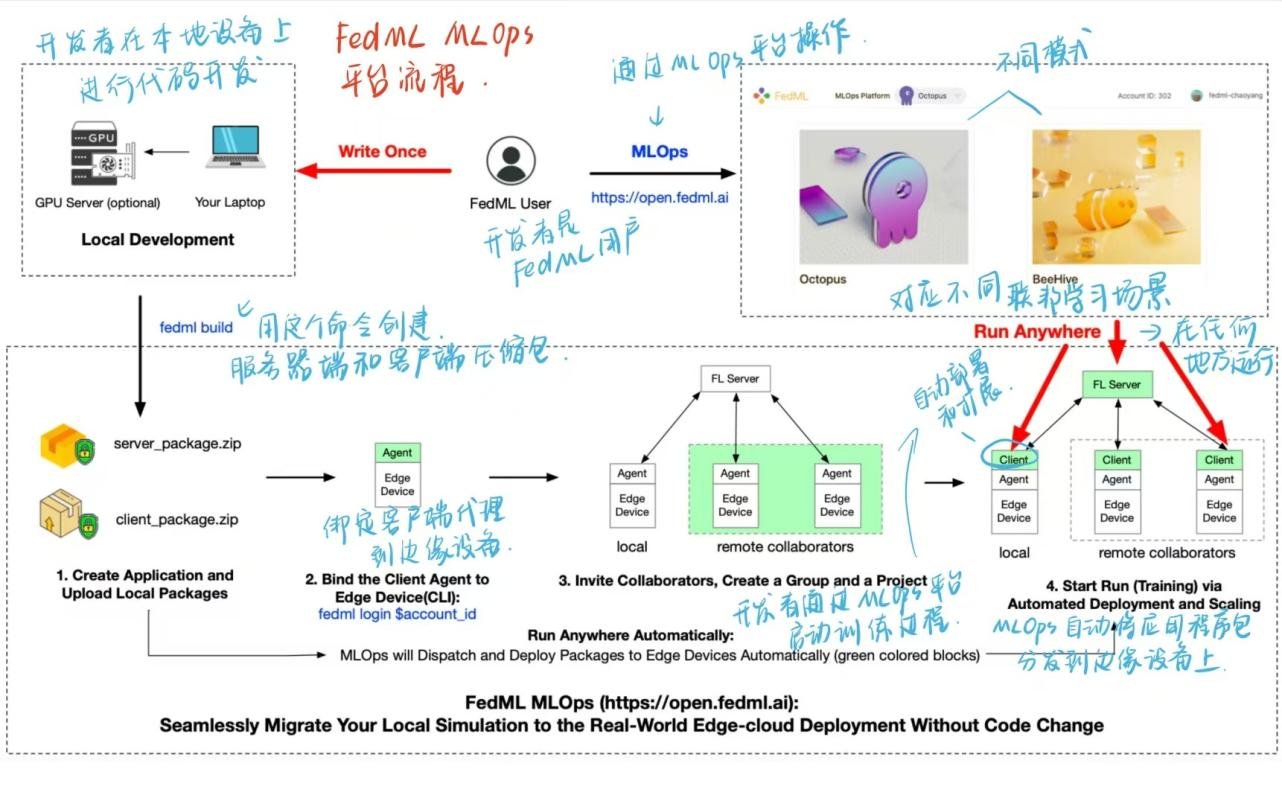 开发者在本地设备上
进行代码开发
FedML MLOps
平台流程.
通过MLOps平台操作.
不同模式
GPU
GPU Server (optional)
Your Laptop
Local Development
Write Once
FedML User
开发者是
FedML用户
MLOps
https://open.fedml.ai
FedML
MLOps Platform
Octopus
Account ID: 302
fedml-chaoyang
Octopus
BeeHive
对应不同联邦学习场景
Run Anywhere
→ 在任何
地方运行
fedml build
用这个命令创建.
服务器端和客户端压缩包.
server_package.zip
client_package.zip
1. Create Application and
Upload Local Packages
Agent
Edge
Device
绑定客户端代理
到边缘设备.
2. Bind the Client Agent to
Edge Device(CLI):
fedml login $account_id
FL Server
Agent
Edge
Device
Agent
Edge
Device
Agent
Edge
Device
local
remote collaborators
3. Invite Collaborators, Create a Group and a Project
开发者通过MLOps平台
启动训练过程.
自动部署
和扩展.
FL Server
Client
Agent
Edge
Device
Client
Agent
Edge
Device
Client
Agent
Edge
Device
local
remote collaborators
4. Start Run (Training) via
Automated Deployment and Scaling
MLOps自动将应用程序包
分发到边缘设备上.
Run Anywhere Automatically:
MLOps will Dispatch and Deploy Packages to Edge Devices Automatically (green colored blocks)
FedML MLOps (https://open.fedml.ai):
Seamlessly Migrate Your Local Simulation to the Real-World Edge-cloud Deployment Without Code Change